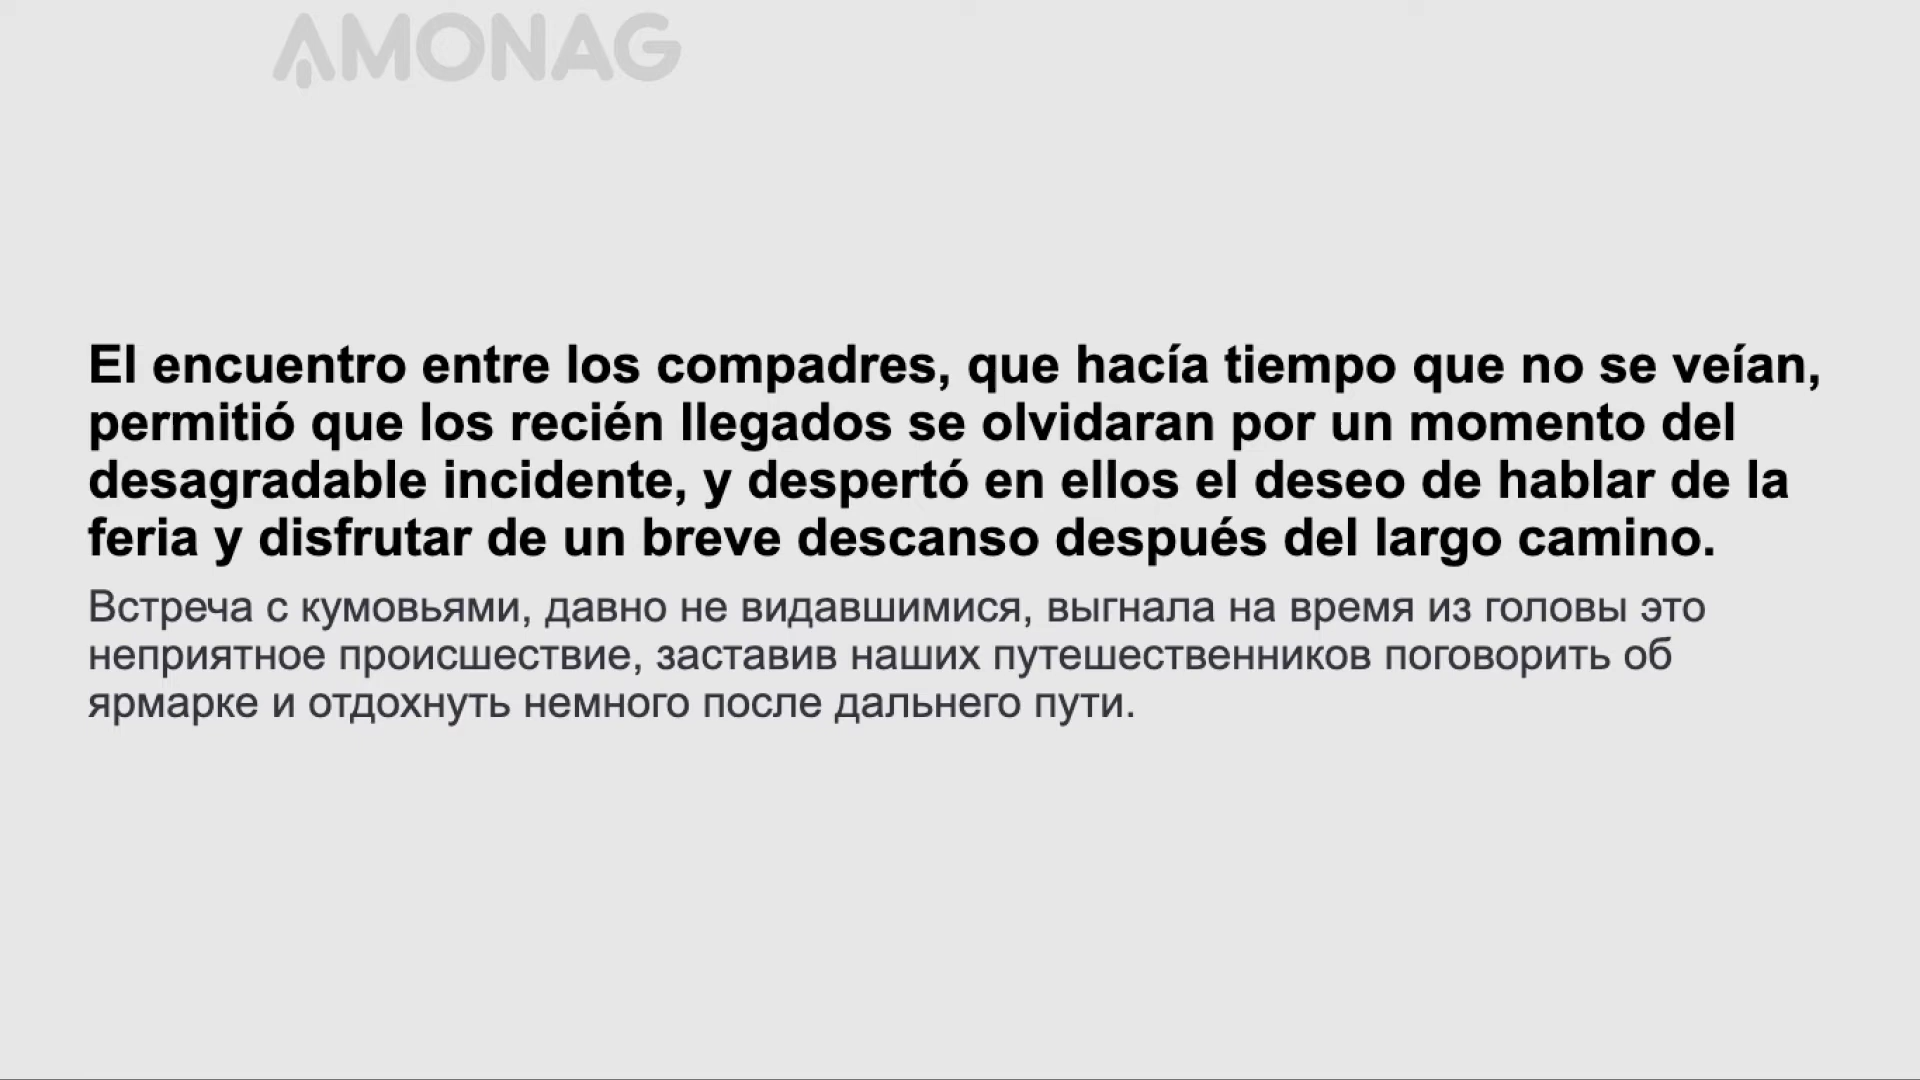 AMONAG
El encuentro entre los compadres, que hacía tiempo que no se veían,
permitió que los recién llegados se olvidaran por un momento del
desagradable incidente, y despertó en ellos el deseo de hablar de la
feria y disfrutar de un breve descanso después del largo camino.
Встреча с кумовьями, давно не видавшимися, выгнала на время из головы это
неприятное происшествие, заставив наших путешественников поговорить об
ярмарке и отдохнуть немного после дальнего пути.